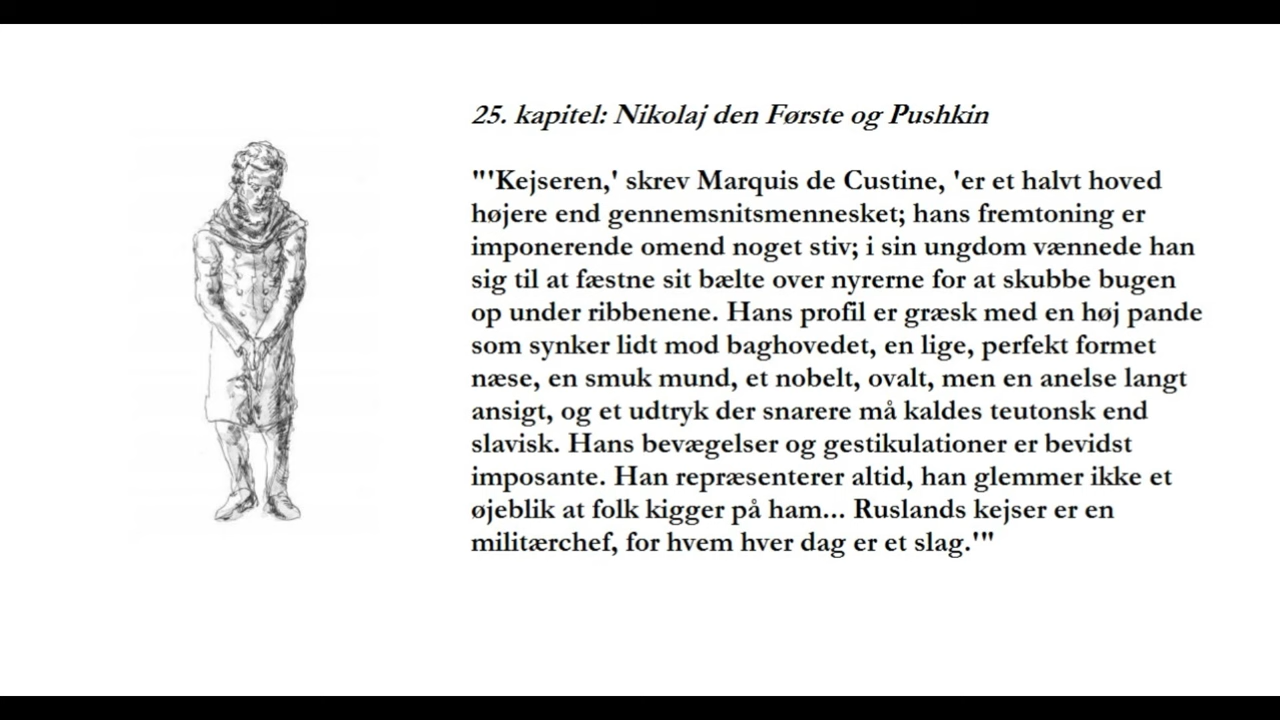 25. kapitel: Nikolaj den Første og Pushkin
"'Kejseren,' skrev Marquis de Custine, 'er et halvt hoved
højere end gennemsnitsmennesket; hans fremtoning er
imponerende omend noget stiv; i sin ungdom vænnede han
sig til at fæstne sit bælte over nyrerne for at skubbe bugen
op under ribbenene. Hans profil er græsk med en høj pande
som synker lidt mod baghovedet, en lige, perfekt formet
næse, en smuk mund, et nobelt, ovalt, men en anelse langt
ansigt, og et udtryk der snarere må kaldes teutonsk end
slavisk. Hans bevægelser og gestikulationer er bevidst
imposante. Han repræsenterer altid, han glemmer ikke et
øjeblik at folk kigger på ham... Ruslands kejser er en
militærchef, for hvem hver dag er et slag.'"